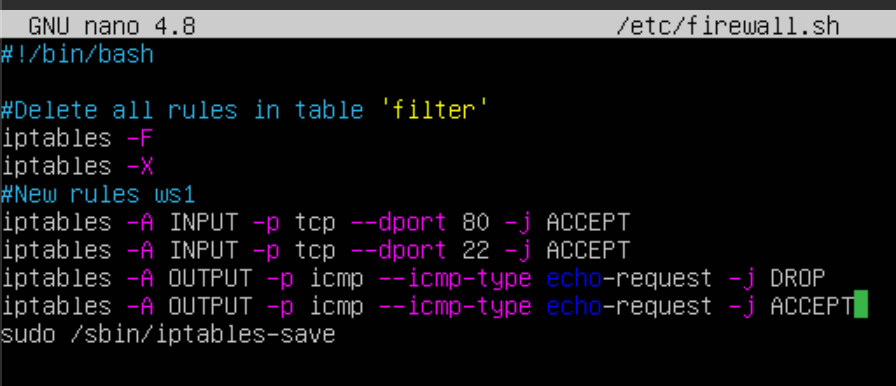 GNU nano 4.8 /etc/firewall.sh
#!/bin/bash
#Delete all rules in table 'filter'
iptables -F
iptables -X
#New rules ws1
iptables -A INPUT -p tcp --dport 80 -j ACCEPT
iptables -A INPUT -p tcp --dport 22 -j ACCEPT
iptables -A OUTPUT -p icmp --icmp-type echo-request -j DROP
iptables -A OUTPUT -p icmp --icmp-type echo-request -j ACCEPT
sudo /sbin/iptables-save